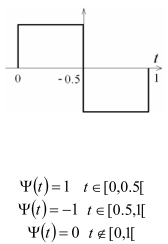 t
0 -0.5 1
Ψ(t) = 1 t ∈ [0,0.5[
Ψ(t) = -1 t ∈ [0.5,1[
Ψ(t) = 0 t ∉ [0,1[